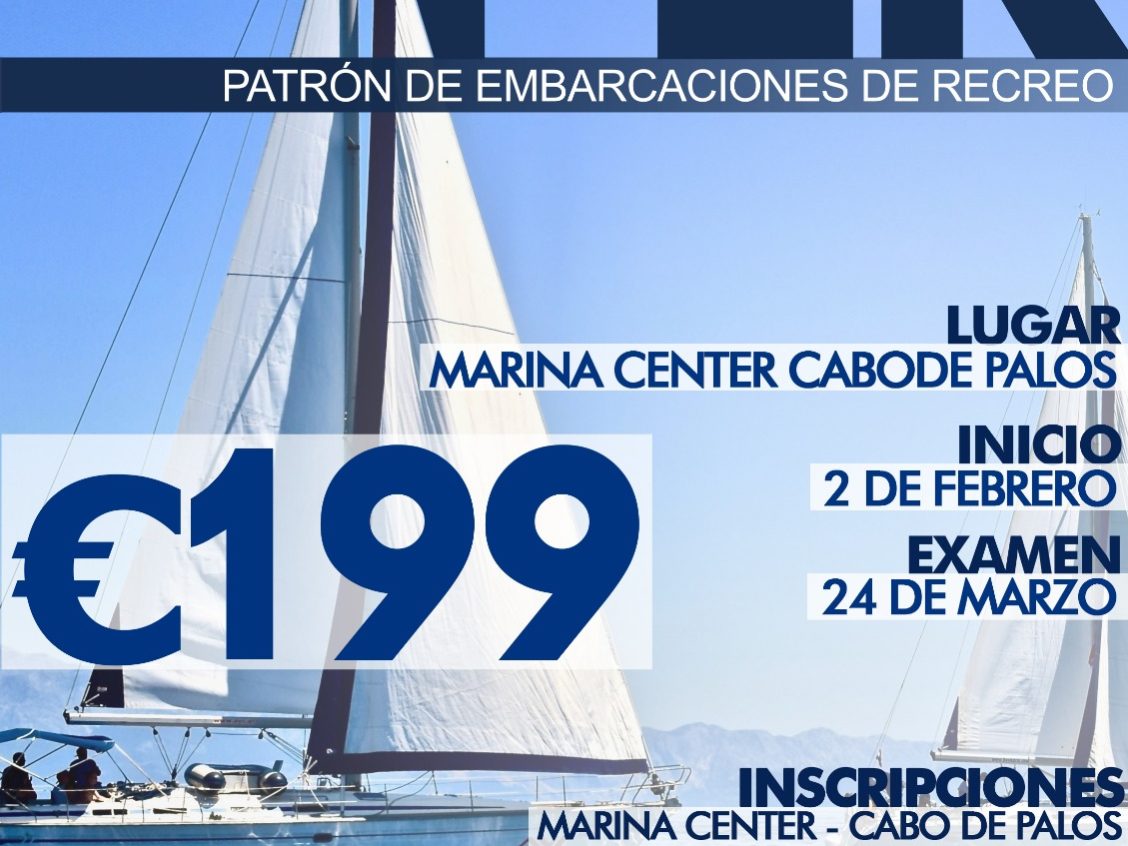 PATRÓN DE EMBARCACIONES DE RECREO
LUGAR
MARINA CENTER CABODE PALOS
€199
INICIO
2 DE FEBRERO
EXAMEN
24 DE MARZO
INSCRIPCIONES
MARINA CENTER - CABO DE PALOS